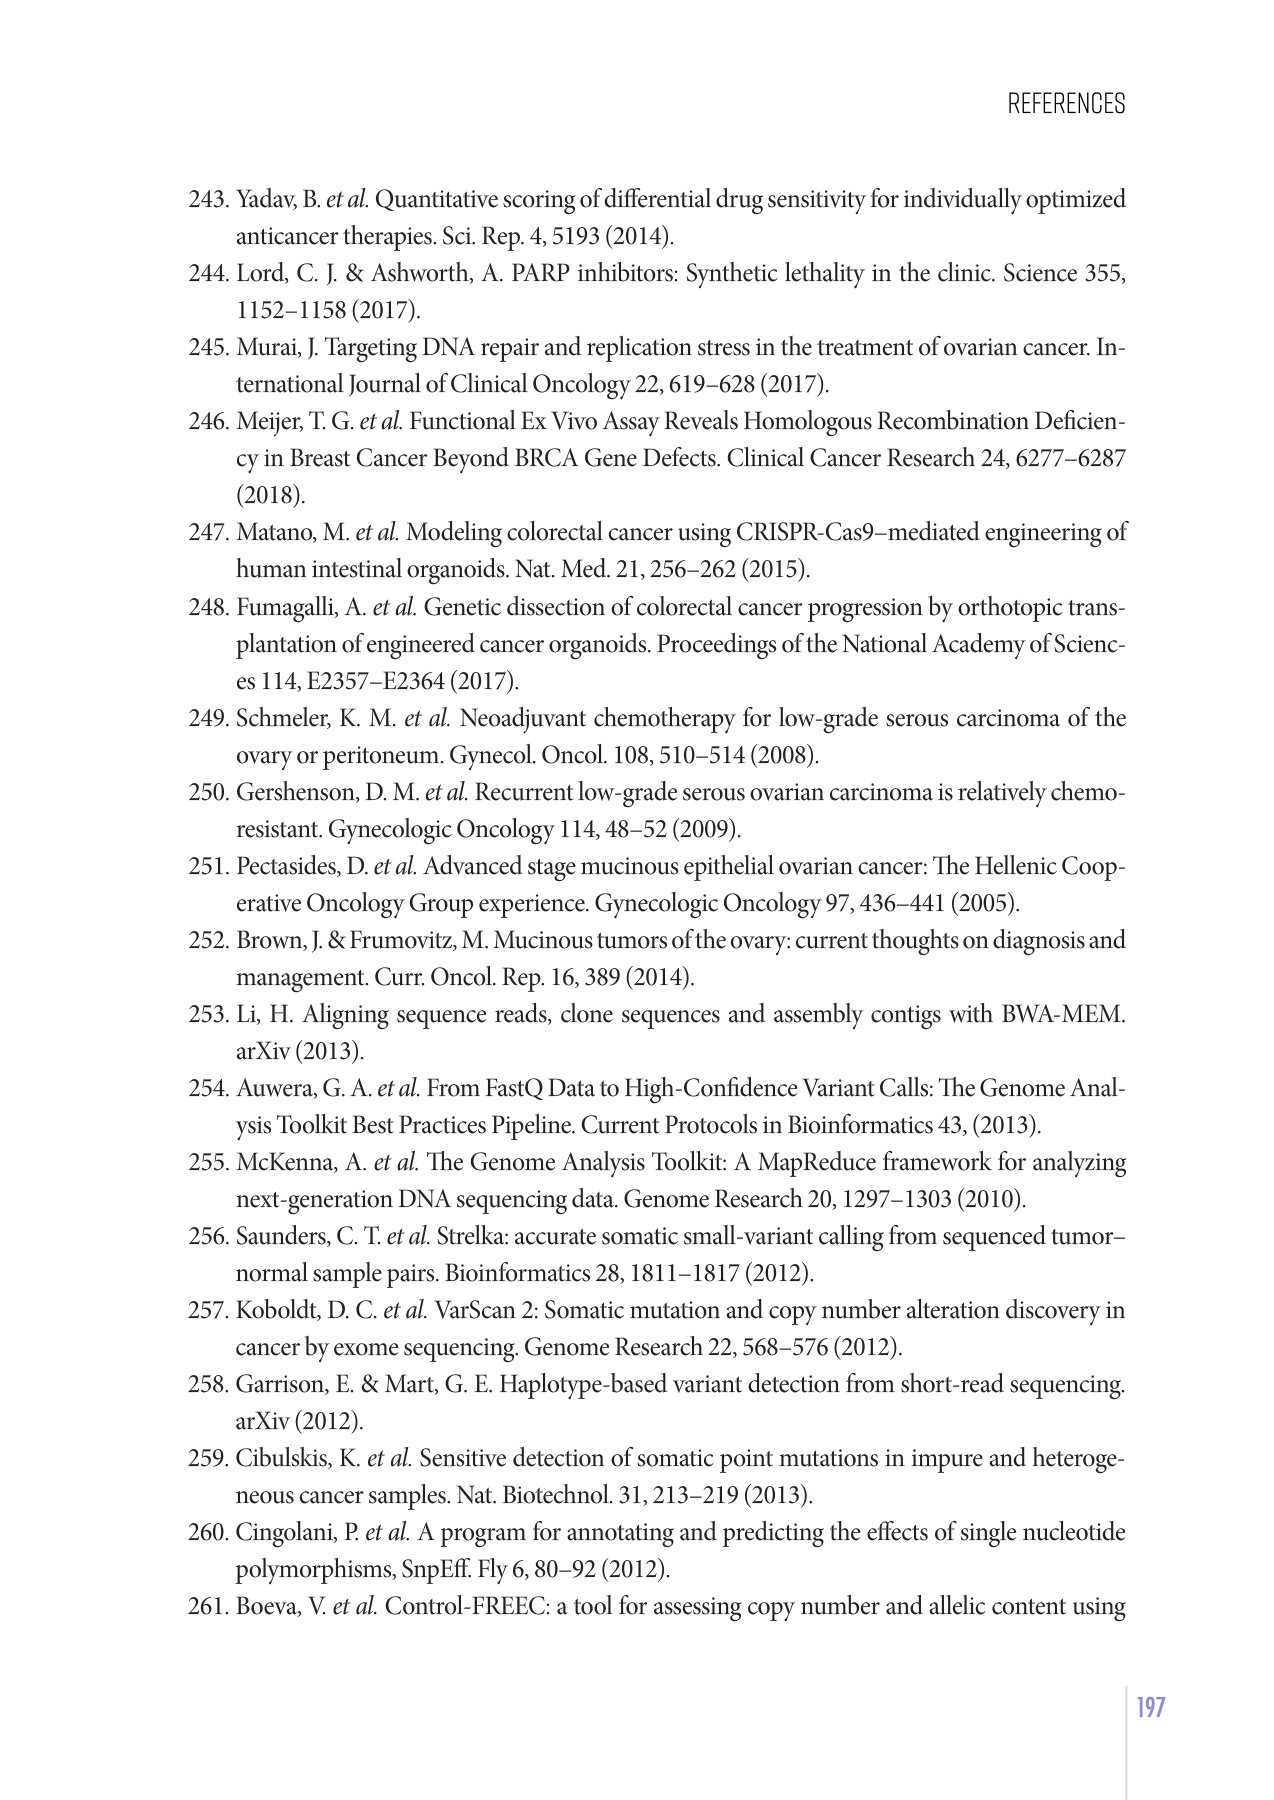 REFERENCES
243. Yadav, B. et al. Quantitative scoring of differential drug sensitivity for individually optimized
anticancer therapies. Sci. Rep. 4, 5193 (2014).
244. Lord, C. J. & Ashworth, A. PARP inhibitors: Synthetic lethality in the clinic. Science 355,
1152–1158 (2017).
245. Murai, J. Targeting DNA repair and replication stress in the treatment of ovarian cancer. In-
ternational Journal of Clinical Oncology 22, 619–628 (2017).
246. Meijer, T. G. et al. Functional Ex Vivo Assay Reveals Homologous Recombination Deficien-
cy in Breast Cancer Beyond BRCA Gene Defects. Clinical Cancer Research 24, 6277–6287
(2018).
247. Matano, M. et al. Modeling colorectal cancer using CRISPR-Cas9–mediated engineering of
human intestinal organoids. Nat. Med. 21, 256–262 (2015).
248. Fumagalli, A. et al. Genetic dissection of colorectal cancer progression by orthotopic trans-
plantation of engineered cancer organoids. Proceedings of the National Academy of Scienc-
es 114, E2357–E2364 (2017).
249. Schmeler, K. M. et al. Neoadjuvant chemotherapy for low-grade serous carcinoma of the
ovary or peritoneum. Gynecol. Oncol. 108, 510–514 (2008).
250. Gershenson, D. M. et al. Recurrent low-grade serous ovarian carcinoma is relatively chemo-
resistant. Gynecologic Oncology 114, 48–52 (2009).
251. Pectasides, D. et al. Advanced stage mucinous epithelial ovarian cancer: The Hellenic Coop-
erative Oncology Group experience. Gynecologic Oncology 97, 436–441 (2005).
252. Brown, J. & Frumovitz, M. Mucinous tumors of the ovary: current thoughts on diagnosis and
management. Curr. Oncol. Rep. 16, 389 (2014).
253. Li, H. Aligning sequence reads, clone sequences and assembly contigs with BWA-MEM.
arXiv (2013).
254. Auwera, G. A. et al. From FastQ Data to High-Confidence Variant Calls: The Genome Anal-
ysis Toolkit Best Practices Pipeline. Current Protocols in Bioinformatics 43, (2013).
255. McKenna, A. et al. The Genome Analysis Toolkit: A MapReduce framework for analyzing
next-generation DNA sequencing data. Genome Research 20, 1297–1303 (2010).
256. Saunders, C. T. et al. Strelka: accurate somatic small-variant calling from sequenced tumor–
normal sample pairs. Bioinformatics 28, 1811–1817 (2012).
257. Koboldt, D. C. et al. VarScan 2: Somatic mutation and copy number alteration discovery in
cancer by exome sequencing. Genome Research 22, 568–576 (2012).
258. Garrison, E. & Mart, G. E. Haplotype-based variant detection from short-read sequencing.
arXiv (2012).
259. Cibulskis, K. et al. Sensitive detection of somatic point mutations in impure and heteroge-
neous cancer samples. Nat. Biotechnol. 31, 213–219 (2013).
260. Cingolani, P. et al. A program for annotating and predicting the effects of single nucleotide
polymorphisms, SnpEff. Fly 6, 80–92 (2012).
261. Boeva, V. et al. Control-FREEC: a tool for assessing copy number and allelic content using
197